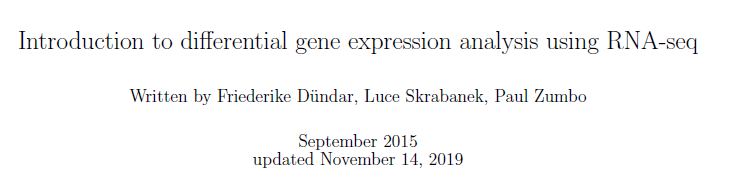 Introduction to differential gene expression analysis using RNA-seq
Written by Friederike Dündar, Luce Skrabanek, Paul Zumbo
September 2015
updated November 14, 2019